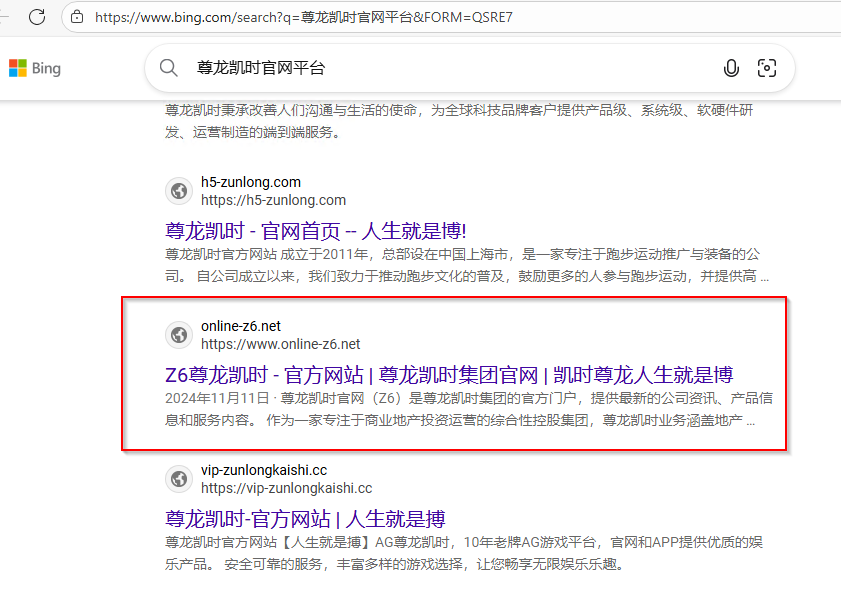 https://www.bing.com/search?q=尊龙凯时官网平台&FORM=QSRE7
Bing
尊龙凯时官网平台
尊龙凯时秉承改善人们沟通与生活的使命，为全球科技品牌客户提供产品级、系统级、软硬件研
发、运营制造的端到端服务。
h5-zunlong.com
https://h5-zunlong.com
尊龙凯时 - 官网首页 -- 人生就是博!
尊龙凯时官方网站 成立于2011年，总部设在中国上海市，是一家专注于跑步运动推广与装备的公
司。 自公司成立以来，我们致力于推动跑步文化的普及，鼓励更多的人参与跑步运动，并提供高 ...
online-z6.net
https://www.online-z6.net
Z6尊龙凯时 - 官方网站 | 尊龙凯时集团官网 | 凯时尊龙人生就是博
2024年11月11日 · 尊龙凯时官网（Z6）是尊龙凯时集团的官方门户，提供最新的公司资讯、产品信
息和服务内容。 作为一家专注于商业地产投资运营的综合性控股集团，尊龙凯时业务涵盖地产 ...
vip-zunlongkaishi.cc
https://vip-zunlongkaishi.cc
尊龙凯时-官方网站 | 人生就是搏
尊龙凯时官方网站【人生就是搏】AG尊龙凯时，10年老牌AG游戏平台，官网和APP提供优质的娱
乐产品。 安全可靠的服务，丰富多样的游戏选择，让您畅享无限娱乐乐趣。